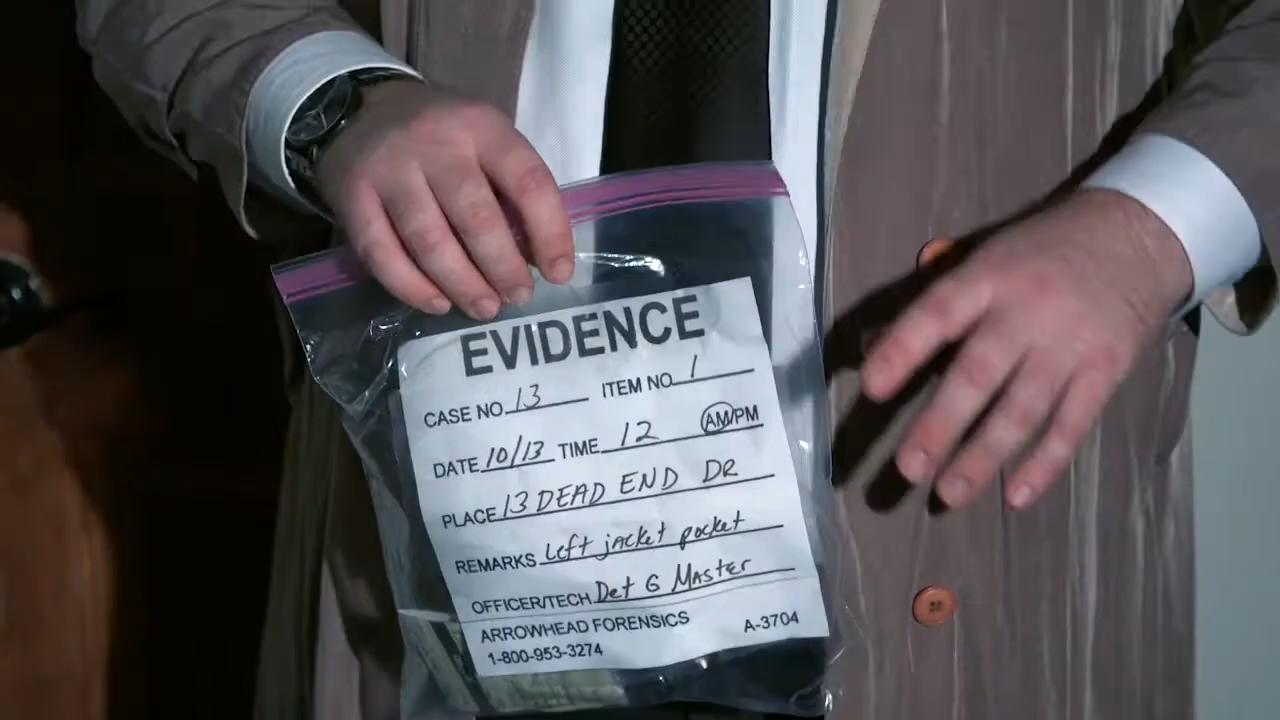 EVIDENCE
CASE NO. 13 ITEM NO. 1
DATE 10/13 TIME 12 AM/PM
PLACE 13 DEAD END DR
REMARKS Left jacket pocket
OFFICER/TECH Det G Master
ARROWHEAD FORENSICS A-3704
1-800-953-3274